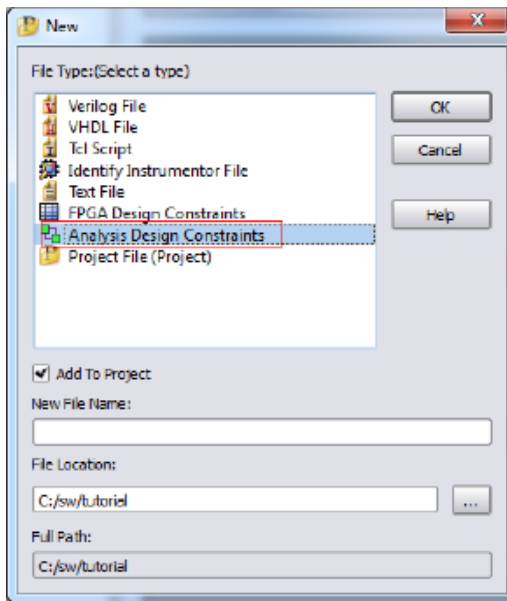 New
File Type:(Select a type)
Verilog File
VHDL File
Tcl Script
Identify Instrumentor File
Text File
FPGA Design Constraints
Analysis Design Constraints
Project File (Project)
OK
Cancel
Help
Add To Project
New File Name:
File Location:
C:/sw/tutorial
...
Full Path:
C:/sw/tutorial